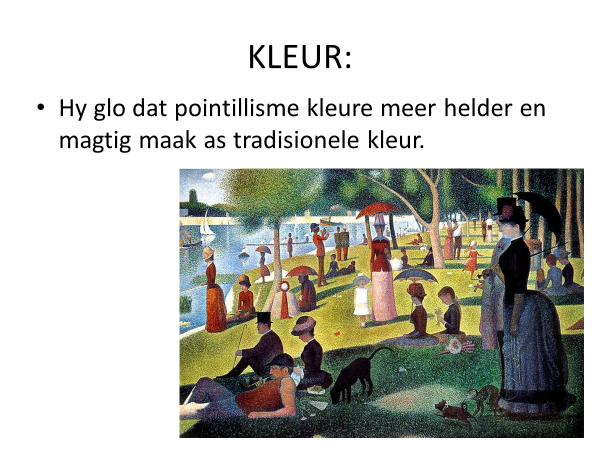 KLEUR:
• Hy glo dat pointillisme kleure meer helder en
magtig maak as tradisionele kleur.